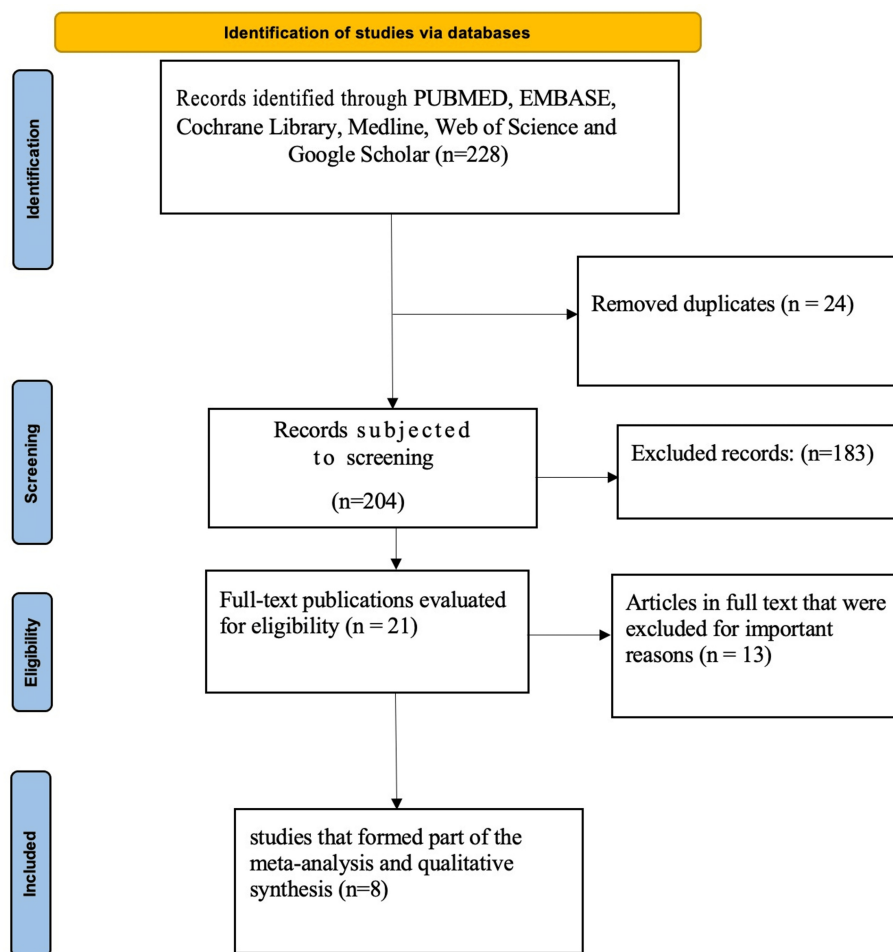 Identification of studies via databases
Identification
Records identified through PUBMED, EMBASE,
Cochrane Library, Medline, Web of Science and
Google Scholar (n=228)
Removed duplicates (n = 24)
Screening
Records subjected
to screening
(n=204)
Excluded records: (n=183)
Eligibility
Full-text publications evaluated
for eligibility (n = 21)
Articles in full text that were
excluded for important
reasons (n = 13)
Included
studies that formed part of the
meta-analysis and qualitative
synthesis (n=8)